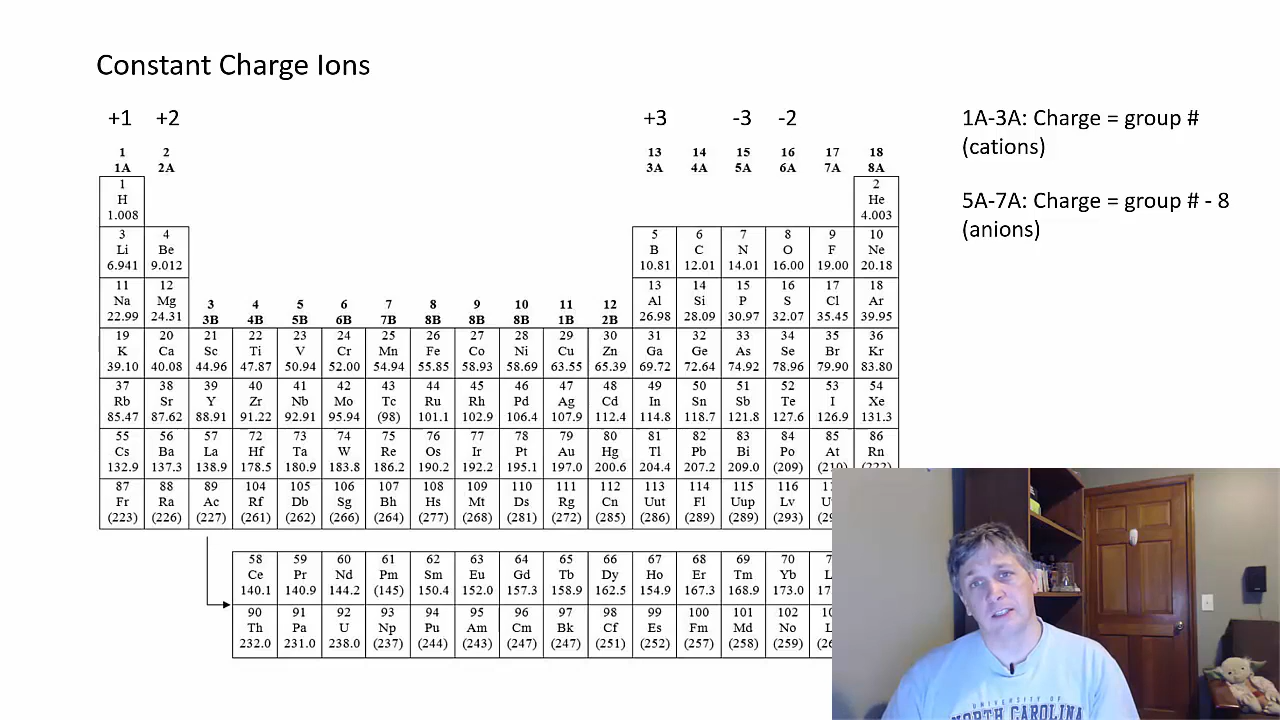 Constant Charge Ions
+1 +2 +3 -3 -2
1A-3A: Charge = group #
(cations)
5A-7A: Charge = group # - 8
(anions)
1 2 13 14 15 16 17 18
1A 2A 3A 4A 5A 6A 7A 8A
1 2
H He
1.008 4.003
3 4 5 6 7 8 9 10
Li Be B C N O F Ne
6.941 9.012 10.81 12.01 14.01 16.00 19.00 20.18
11 12 13 14 15 16 17 18
Na Mg Al Si P S Cl Ar
22.99 24.31 26.98 28.09 30.97 32.07 35.45 39.95
3 4 5 6 7 8 9 10 11 12
3B 4B 5B 6B 7B 8B 8B 8B 1B 2B
19 20 21 22 23 24 25 26 27 28 29 30 31 32 33 34 35 36
K Ca Sc Ti V Cr Mn Fe Co Ni Cu Zn Ga Ge As Se Br Kr
39.10 40.08 44.96 47.87 50.94 52.00 54.94 55.85 58.93 58.69 63.55 65.39 69.72 72.64 74.92 78.96 79.90 83.80
37 38 39 40 41 42 43 44 45 46 47 48 49 50 51 52 53 54
Rb Sr Y Zr Nb Mo Tc Ru Rh Pd Ag Cd In Sn Sb Te I Xe
85.47 87.62 88.91 91.22 92.91 95.94 (98) 101.1 102.9 106.4 107.9 112.4 114.8 118.7 121.8 127.6 126.9 131.3
55 56 57 72 73 74 75 76 77 78 79 80 81 82 83 84 85 86
Cs Ba La Hf Ta W Re Os Ir Pt Au Hg Tl Pb Bi Po At Rn
132.9 137.3 138.9 178.5 180.9 183.8 186.2 190.2 192.2 195.1 197.0 200.6 204.4 207.2 209.0 (209) (210) (222)
87 88 89 104 105 106 107 108 109 110 111 112 113 114 115 116
Fr Ra Ac Rf Db Sg Bh Hs Mt Ds Rg Cn Uut Fl Uup Lv
(223) (226) (227) (261) (262) (266) (264) (277) (268) (281) (272) (285) (286) (289) (289) (293)
58 59 60 61 62 63 64 65 66 67 68 69 70
Ce Pr Nd Pm Sm Eu Gd Tb Dy Ho Er Tm Yb
140.1 140.9 144.2 (145) 150.4 152.0 157.3 158.9 162.5 154.9 167.3 168.9 173.0
90 91 92 93 94 95 96 97 98 99 100 101 102
Th Pa U Np Pu Am Cm Bk Cf Es Fm Md No
232.0 231.0 238.0 (237) (244) (243) (247) (247) (251) (252) (257) (258) (259)
UNIVERSITY OF
NORTH CAROLINA